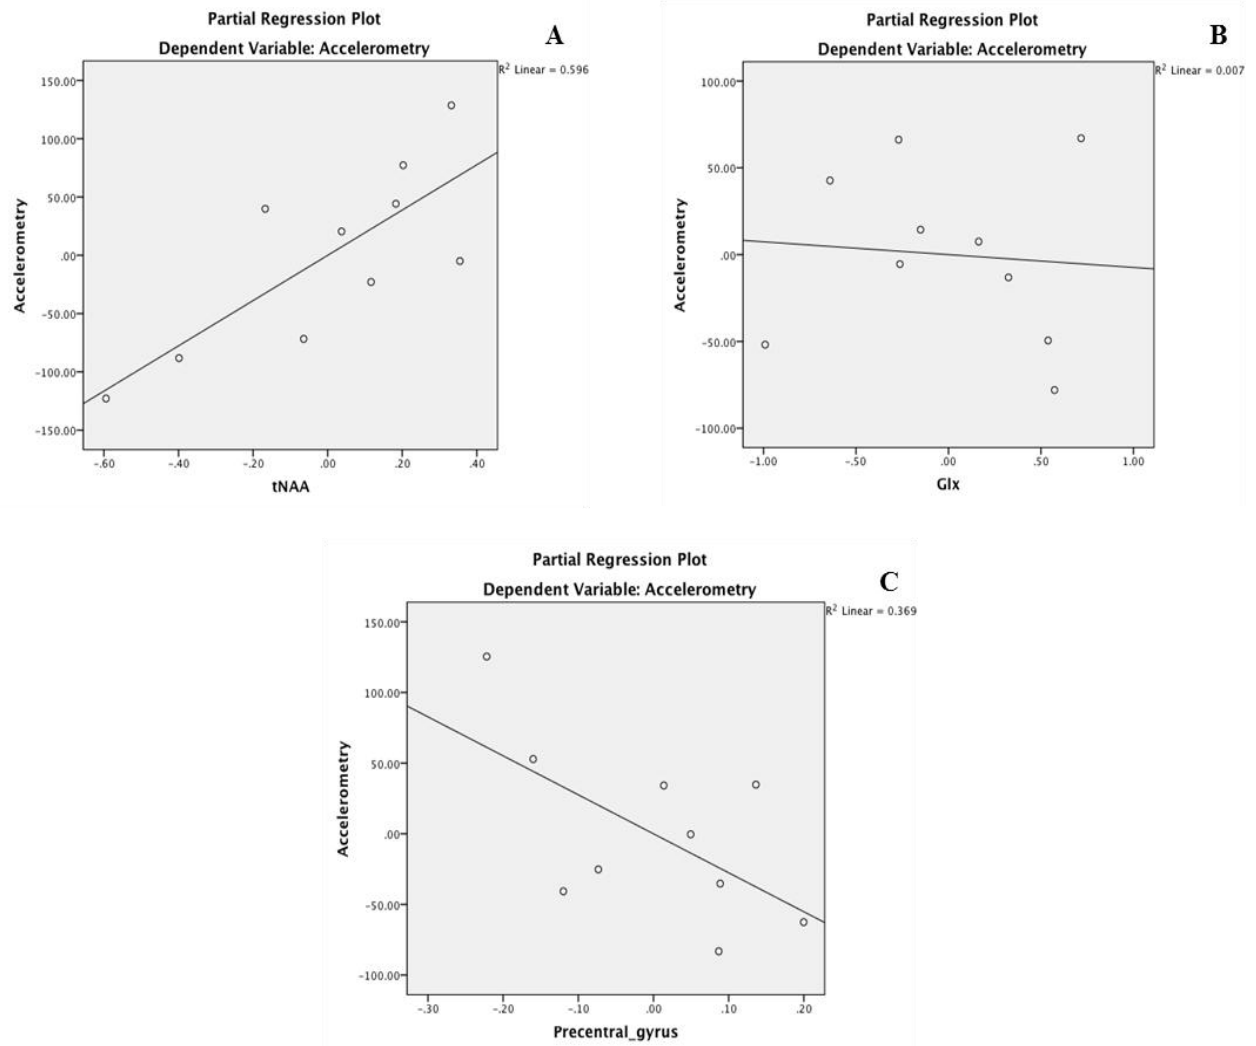 Partial Regression Plot
Dependent Variable: Accelerometry
A
R² Linear = 0.596
150.00
100.00
50.00
.00
-50.00
-100.00
-150.00
Accelerometry
-.60 -.40 -.20 .00 .20 .40
tNAA
Partial Regression Plot
Dependent Variable: Accelerometry
B
R² Linear = 0.007
100.00
50.00
.00
-50.00
-100.00
Accelerometry
-1.00 -.50 .00 .50 1.00
Glx
Partial Regression Plot
Dependent Variable: Accelerometry
C
R² Linear = 0.369
150.00
100.00
50.00
.00
-50.00
-100.00
Accelerometry
-.30 -.20 -.10 .00 .10 .20
Precentral_gyrus